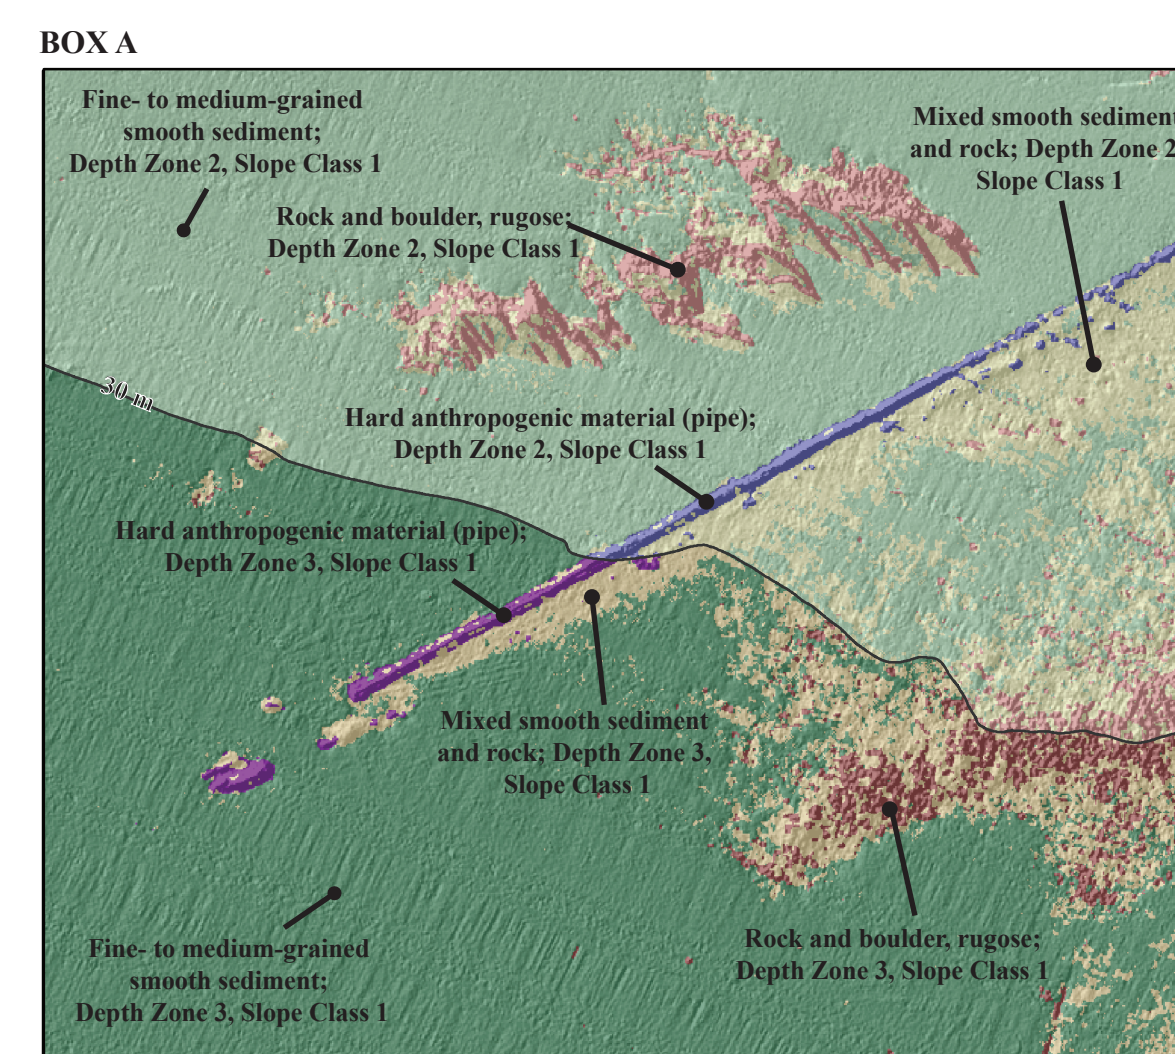 BOX A
Fine- to medium-grained
smooth sediment;
Depth Zone 2, Slope Class 1
Mixed smooth sediment
and rock; Depth Zone 2
Slope Class 1
Rock and boulder, rugose;
Depth Zone 2, Slope Class 1
30 m
Hard anthropogenic material (pipe);
Depth Zone 2, Slope Class 1
Hard anthropogenic material (pipe);
Depth Zone 3, Slope Class 1
Mixed smooth sediment
and rock; Depth Zone 3,
Slope Class 1
Fine- to medium-grained
smooth sediment;
Depth Zone 3, Slope Class 1
Rock and boulder, rugose;
Depth Zone 3, Slope Class 1